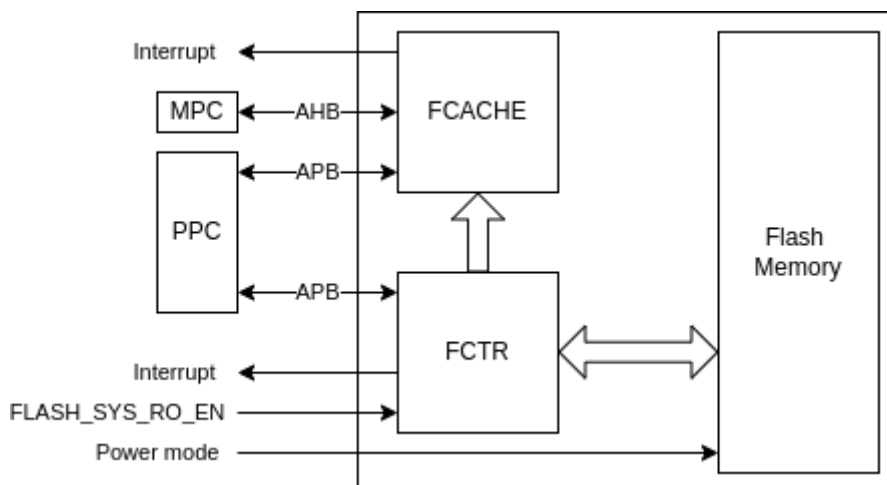 Interrupt
MPC
AHB
FCACHE
APB
PPC
Flash
Memory
APB
FCTR
Interrupt
FLASH_SYS_RO_EN
Power mode